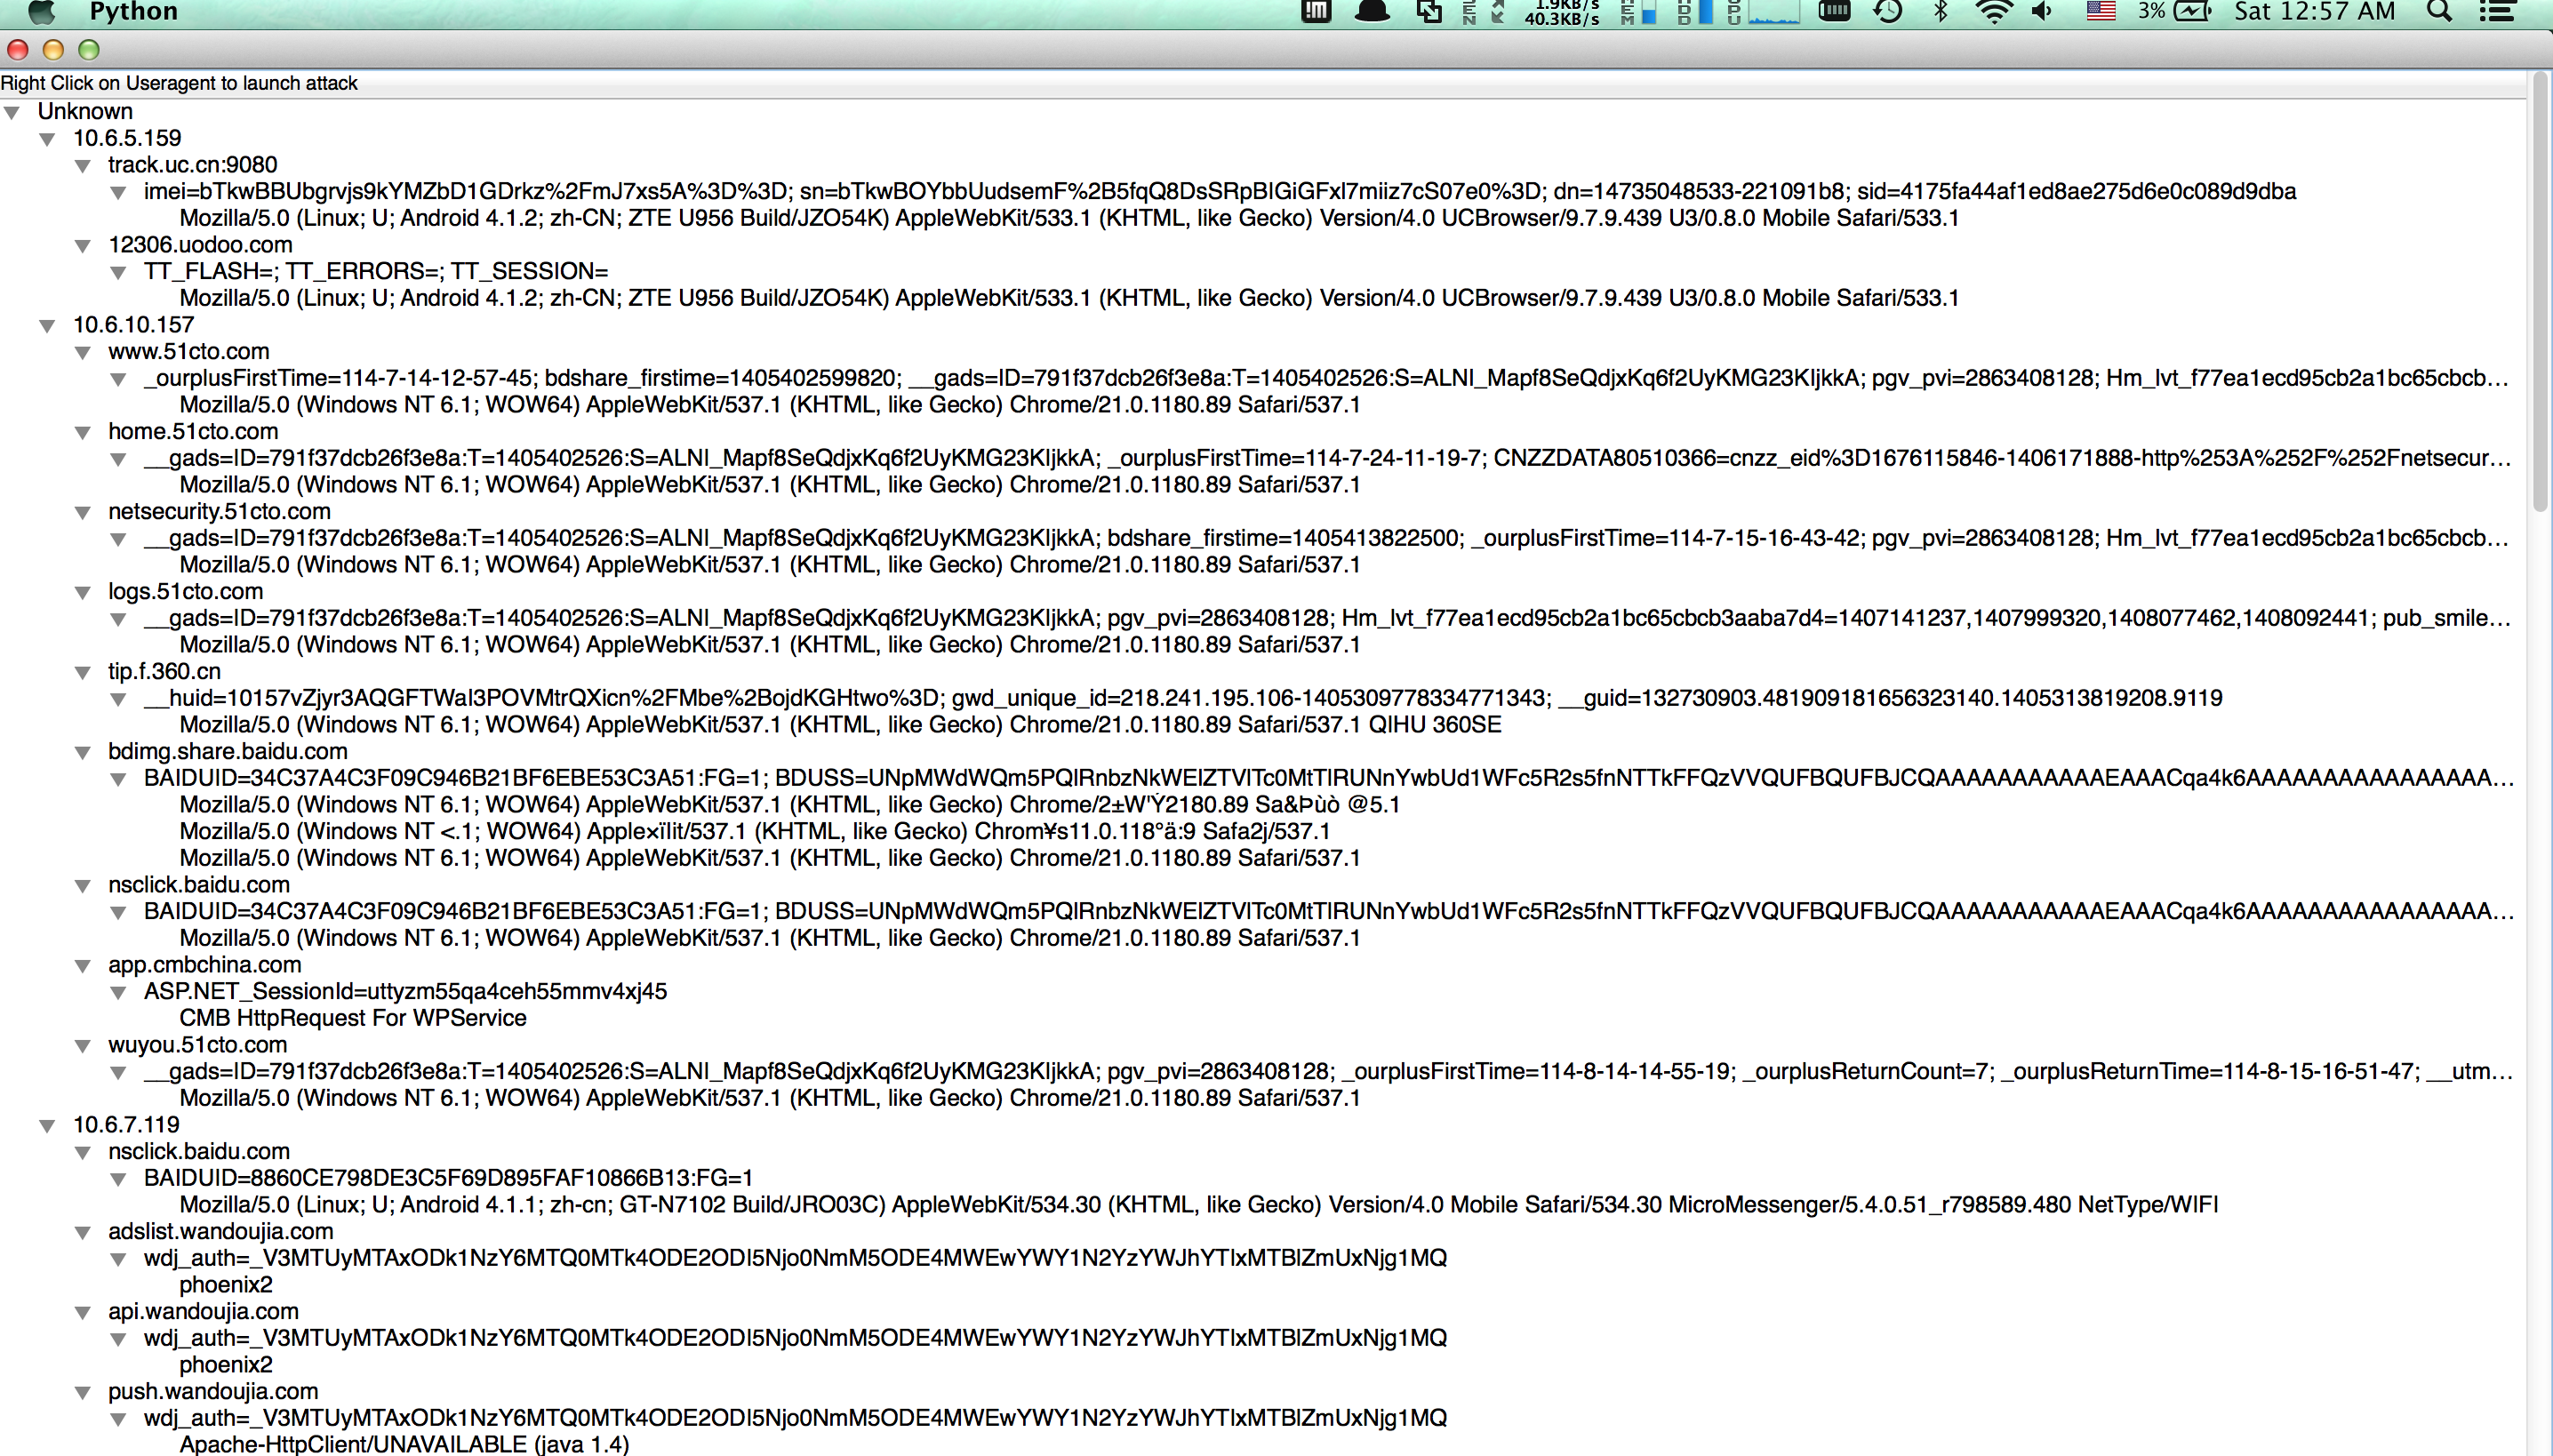 Python
1.9KB/s
40.3KB/s
3%
Sat 12:57 AM
Right Click on Useragent to launch attack
Unknown
10.6.5.159
track.uc.cn:9080
imei=bTkwBBUbgrvjs9kYMZbD1GDrkz%2FmJ7xs5A%3D%3D; sn=bTkwBOYbbUudsemF%2B5fqQ8DsSRpBIGiGFxl7miiz7cS07e0%3D; dn=14735048533-221091b8; sid=4175fa44af1ed8ae275d6e0c089d9dba
Mozilla/5.0 (Linux; U; Android 4.1.2; zh-CN; ZTE U956 Build/JZO54K) AppleWebKit/533.1 (KHTML, like Gecko) Version/4.0 UCBrowser/9.7.9.439 U3/0.8.0 Mobile Safari/533.1
12306.uodoo.com
TT_FLASH=; TT_ERRORS=; TT_SESSION=
Mozilla/5.0 (Linux; U; Android 4.1.2; zh-CN; ZTE U956 Build/JZO54K) AppleWebKit/533.1 (KHTML, like Gecko) Version/4.0 UCBrowser/9.7.9.439 U3/0.8.0 Mobile Safari/533.1
10.6.10.157
www.51cto.com
_ourplusFirstTime=114-7-14-12-57-45; bdshare_firstime=1405402599820; __gads=ID=791f37dcb26f3e8a:T=1405402526:S=ALNI_Mapf8SeQdjxKq6f2UyKMG23KIjkkA; pgv_pvi=2863408128; Hm_lvt_f77ea1ecd95cb2a1bc65cbcb...
Mozilla/5.0 (Windows NT 6.1; WOW64) AppleWebKit/537.1 (KHTML, like Gecko) Chrome/21.0.1180.89 Safari/537.1
home.51cto.com
__gads=ID=791f37dcb26f3e8a:T=1405402526:S=ALNI_Mapf8SeQdjxKq6f2UyKMG23KIjkkA; _ourplusFirstTime=114-7-24-11-19-7; CNZZDATA80510366=cnzz_eid%3D1676115846-1406171888-http%253A%252F%252Fnetsecur...
Mozilla/5.0 (Windows NT 6.1; WOW64) AppleWebKit/537.1 (KHTML, like Gecko) Chrome/21.0.1180.89 Safari/537.1
netsecurity.51cto.com
__gads=ID=791f37dcb26f3e8a:T=1405402526:S=ALNI_Mapf8SeQdjxKq6f2UyKMG23KIjkkA; bdshare_firstime=1405413822500; _ourplusFirstTime=114-7-15-16-43-42; pgv_pvi=2863408128; Hm_lvt_f77ea1ecd95cb2a1bc65cbcb...
Mozilla/5.0 (Windows NT 6.1; WOW64) AppleWebKit/537.1 (KHTML, like Gecko) Chrome/21.0.1180.89 Safari/537.1
logs.51cto.com
__gads=ID=791f37dcb26f3e8a:T=1405402526:S=ALNI_Mapf8SeQdjxKq6f2UyKMG23KIjkkA; pgv_pvi=2863408128; Hm_lvt_f77ea1ecd95cb2a1bc65cbcb3aaba7d4=1407141237,1407999320,1408077462,1408092441; pub_smile...
Mozilla/5.0 (Windows NT 6.1; WOW64) AppleWebKit/537.1 (KHTML, like Gecko) Chrome/21.0.1180.89 Safari/537.1
tip.f.360.cn
__huid=10157vZjyr3AQGFTWal3POVMtrQXicn%2FMbe%2BojdKGHtwo%3D; gwd_unique_id=218.241.195.106-1405309778334771343; __guid=132730903.481909181656323140.1405313819208.9119
Mozilla/5.0 (Windows NT 6.1; WOW64) AppleWebKit/537.1 (KHTML, like Gecko) Chrome/21.0.1180.89 Safari/537.1 QIHU 360SE
bdimg.share.baidu.com
BAIDUID=34C37A4C3F09C946B21BF6EBE53C3A51:FG=1; BDUSS=UNpMWdWQm5PQlRnbzNkWElZTVlTc0MtTlRUNnYwbUd1WFc5R2s5fnNTTkFFQzVVQUFBQUFBJCQAAAAAAAAAAAEAAACqa4k6AAAAAAAAAAAAAAAA...
Mozilla/5.0 (Windows NT 6.1; WOW64) AppleWebKit/537.1 (KHTML, like Gecko) Chrome/2±W'Ÿ2180.89 Sa&Þùò @5.1
Mozilla/5.0 (Windows NT <.1; WOW64) Apple×ïlit/537.1 (KHTML, like Gecko) Chrom¥s11.0.118°ä:9 Safa2j/537.1
Mozilla/5.0 (Windows NT 6.1; WOW64) AppleWebKit/537.1 (KHTML, like Gecko) Chrome/21.0.1180.89 Safari/537.1
nsclick.baidu.com
BAIDUID=34C37A4C3F09C946B21BF6EBE53C3A51:FG=1; BDUSS=UNpMWdWQm5PQlRnbzNkWElZTVlTc0MtTlRUNnYwbUd1WFc5R2s5fnNTTkFFQzVVQUFBQUFBJCQAAAAAAAAAAAEAAACqa4k6AAAAAAAAAAAAAAAA...
Mozilla/5.0 (Windows NT 6.1; WOW64) AppleWebKit/537.1 (KHTML, like Gecko) Chrome/21.0.1180.89 Safari/537.1
app.cmbchina.com
ASP.NET_SessionId=uttyzm55qa4ceh55mmv4xj45
CMB HttpRequest For WPService
wuyou.51cto.com
__gads=ID=791f37dcb26f3e8a:T=1405402526:S=ALNI_Mapf8SeQdjxKq6f2UyKMG23KIjkkA; pgv_pvi=2863408128; _ourplusFirstTime=114-8-14-14-55-19; _ourplusReturnCount=7; _ourplusReturnTime=114-8-15-16-51-47; __utm...
Mozilla/5.0 (Windows NT 6.1; WOW64) AppleWebKit/537.1 (KHTML, like Gecko) Chrome/21.0.1180.89 Safari/537.1
10.6.7.119
nsclick.baidu.com
BAIDUID=8860CE798DE3C5F69D895FAF10866B13:FG=1
Mozilla/5.0 (Linux; U; Android 4.1.1; zh-cn; GT-N7102 Build/JRO03C) AppleWebKit/534.30 (KHTML, like Gecko) Version/4.0 Mobile Safari/534.30 MicroMessenger/5.4.0.51_r798589.480 NetType/WIFI
adslist.wandoujia.com
wdj_auth=_V3MTUyMTAxODk1NzY6MTQ0MTk4ODE2ODI5Njo0NmM5ODE4MWEwYWY1N2YzYWJhYTIxMTBlZmUxNjg1MQ
phoenix2
api.wandoujia.com
wdj_auth=_V3MTUyMTAxODk1NzY6MTQ0MTk4ODE2ODI5Njo0NmM5ODE4MWEwYWY1N2YzYWJhYTIxMTBlZmUxNjg1MQ
phoenix2
push.wandoujia.com
wdj_auth=_V3MTUyMTAxODk1NzY6MTQ0MTk4ODE2ODI5Njo0NmM5ODE4MWEwYWY1N2YzYWJhYTIxMTBlZmUxNjg1MQ
Apache-HttpClient/UNAVAILABLE (java 1.4)